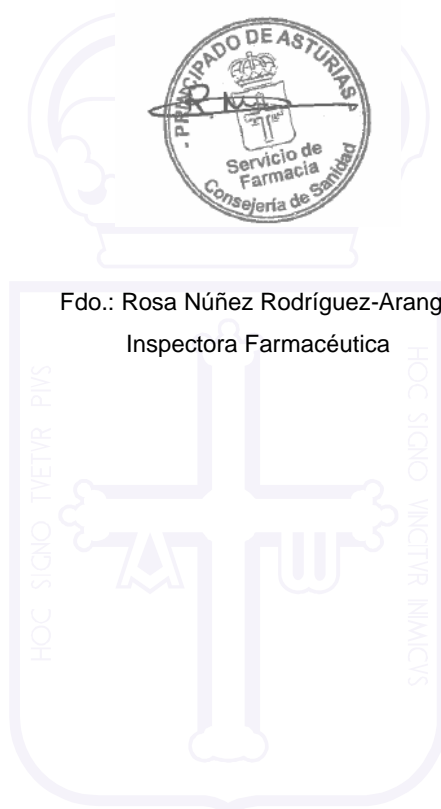 PRINCIPADO DE ASTURIAS
Servicio de
Farmacia
Consejería de Sanidad
Fdo.: Rosa Núñez Rodríguez-Arang
Inspectora Farmacéutica
HOC SIGNO TVETVR PIVS
HOC SIGNO VINCITVR INIMICVS